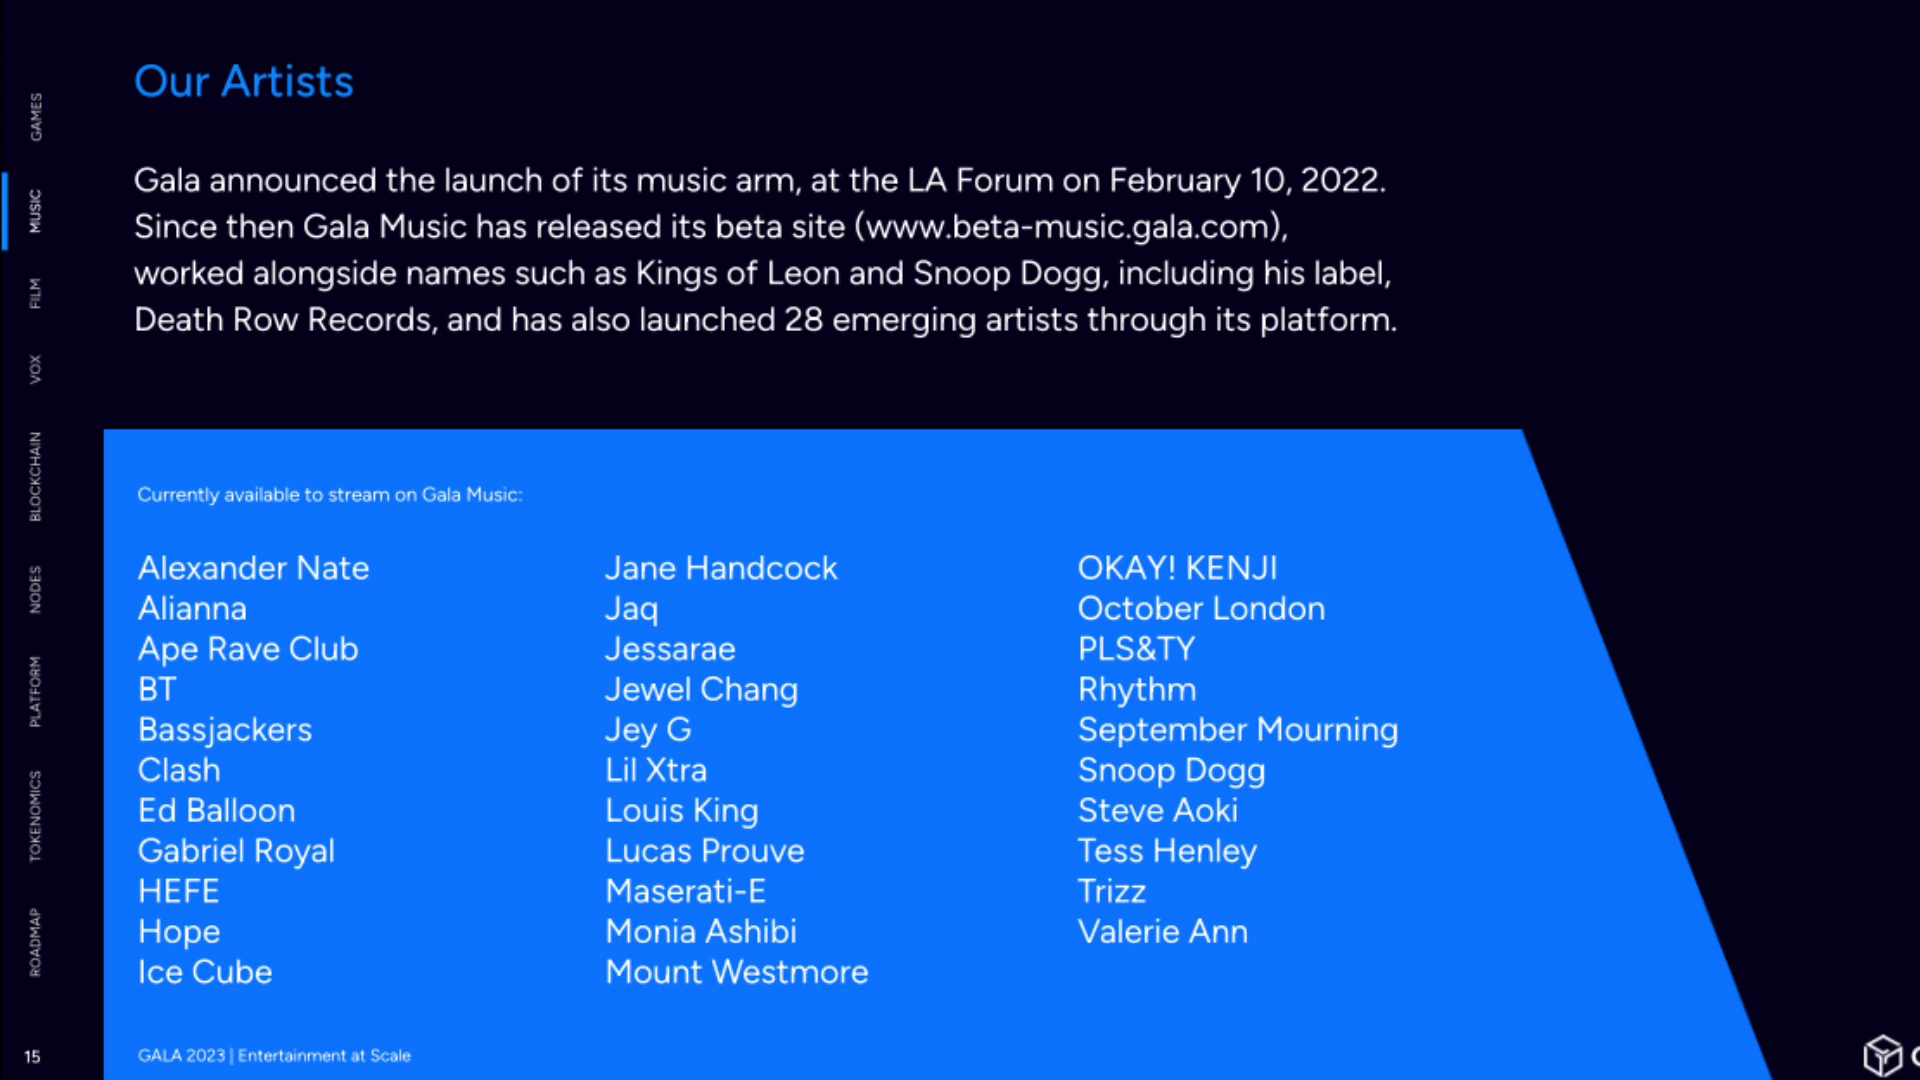 Our Artists
Gala announced the launch of its music arm, at the LA Forum on February 10, 2022.
Since then Gala Music has released its beta site (www.beta-music.gala.com),
worked alongside names such as Kings of Leon and Snoop Dogg, including his label,
Death Row Records, and has also launched 28 emerging artists through its platform.
GAMES
MUSIC
FILM
VOX
BLOCKCHAIN
NODES
PLATFORM
TOKENOMICS
ROADMAP
Currently available to stream on Gala Music:
Alexander Nate
Alianna
Ape Rave Club
BT
Bassjackers
Clash
Ed Balloon
Gabriel Royal
HEFE
Hope
Ice Cube
Jane Handcock
Jaq
Jessarae
Jewel Chang
Jey G
Lil Xtra
Louis King
Lucas Prouve
Maserati-E
Monia Ashibi
Mount Westmore
OKAY! KENJI
October London
PLS&TY
Rhythm
September Mourning
Snoop Dogg
Steve Aoki
Tess Henley
Trizz
Valerie Ann
15
GALA 2023 | Entertainment at Scale